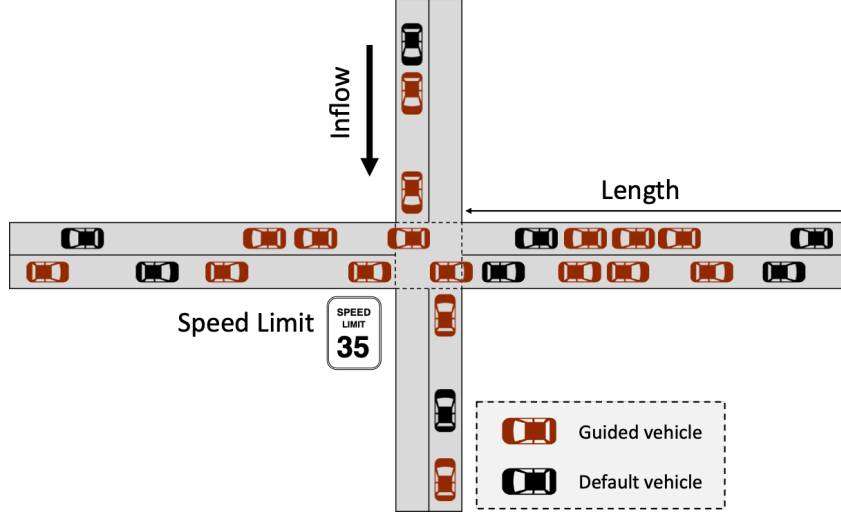 Inflow
Length
Speed Limit
SPEED
LIMIT
35
Guided vehicle
Default vehicle